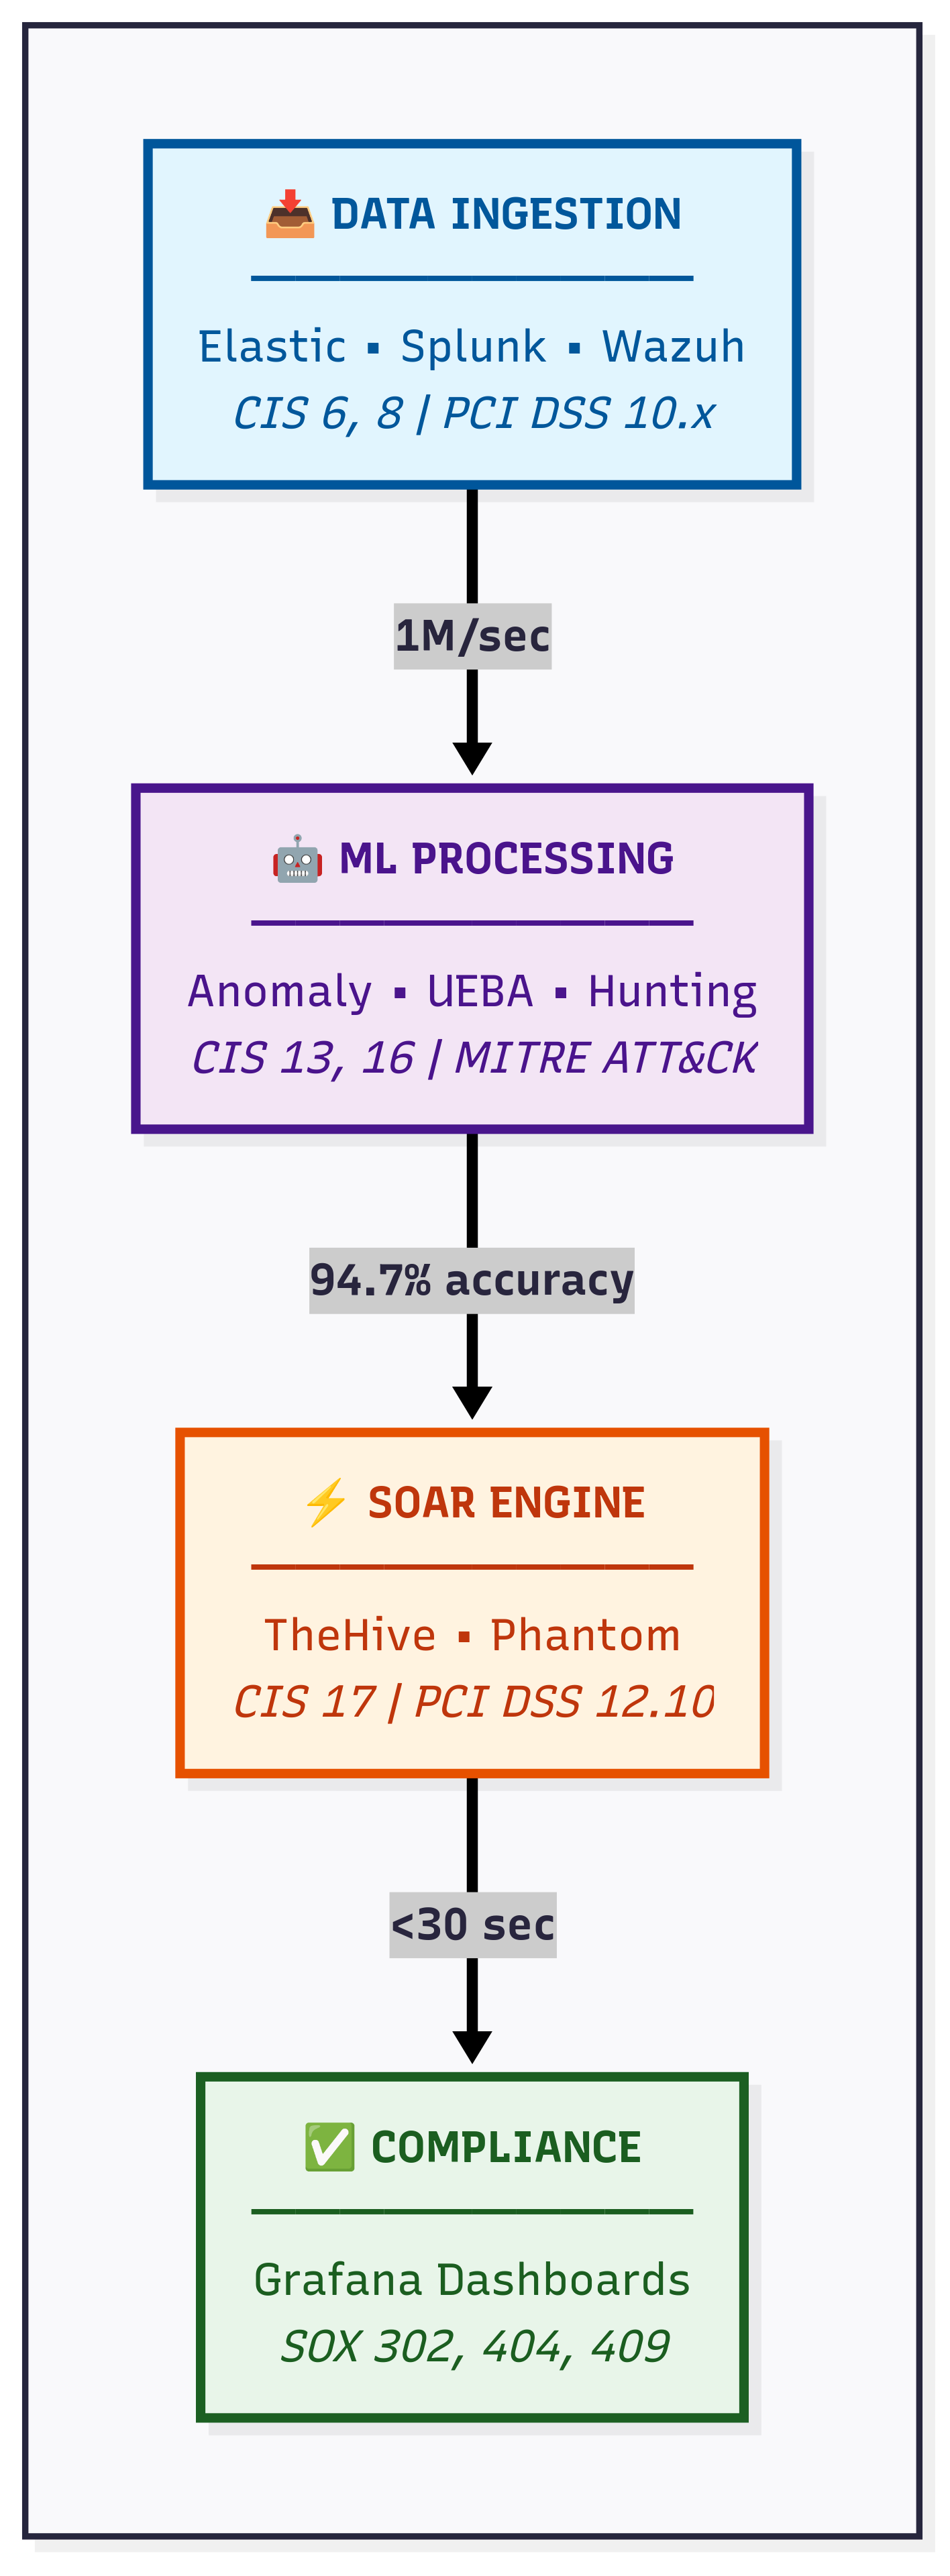 📥 DATA INGESTION
Elastic ▪ Splunk ▪ Wazuh
CIS 6, 8 | PCI DSS 10.x
1M/sec
🤖 ML PROCESSING
Anomaly ▪ UEBA ▪ Hunting
CIS 13, 16 | MITRE ATT&CK
94.7% accuracy
⚡ SOAR ENGINE
TheHive ▪ Phantom
CIS 17 | PCI DSS 12.10
<30 sec
✅ COMPLIANCE
Grafana Dashboards
SOX 302, 404, 409